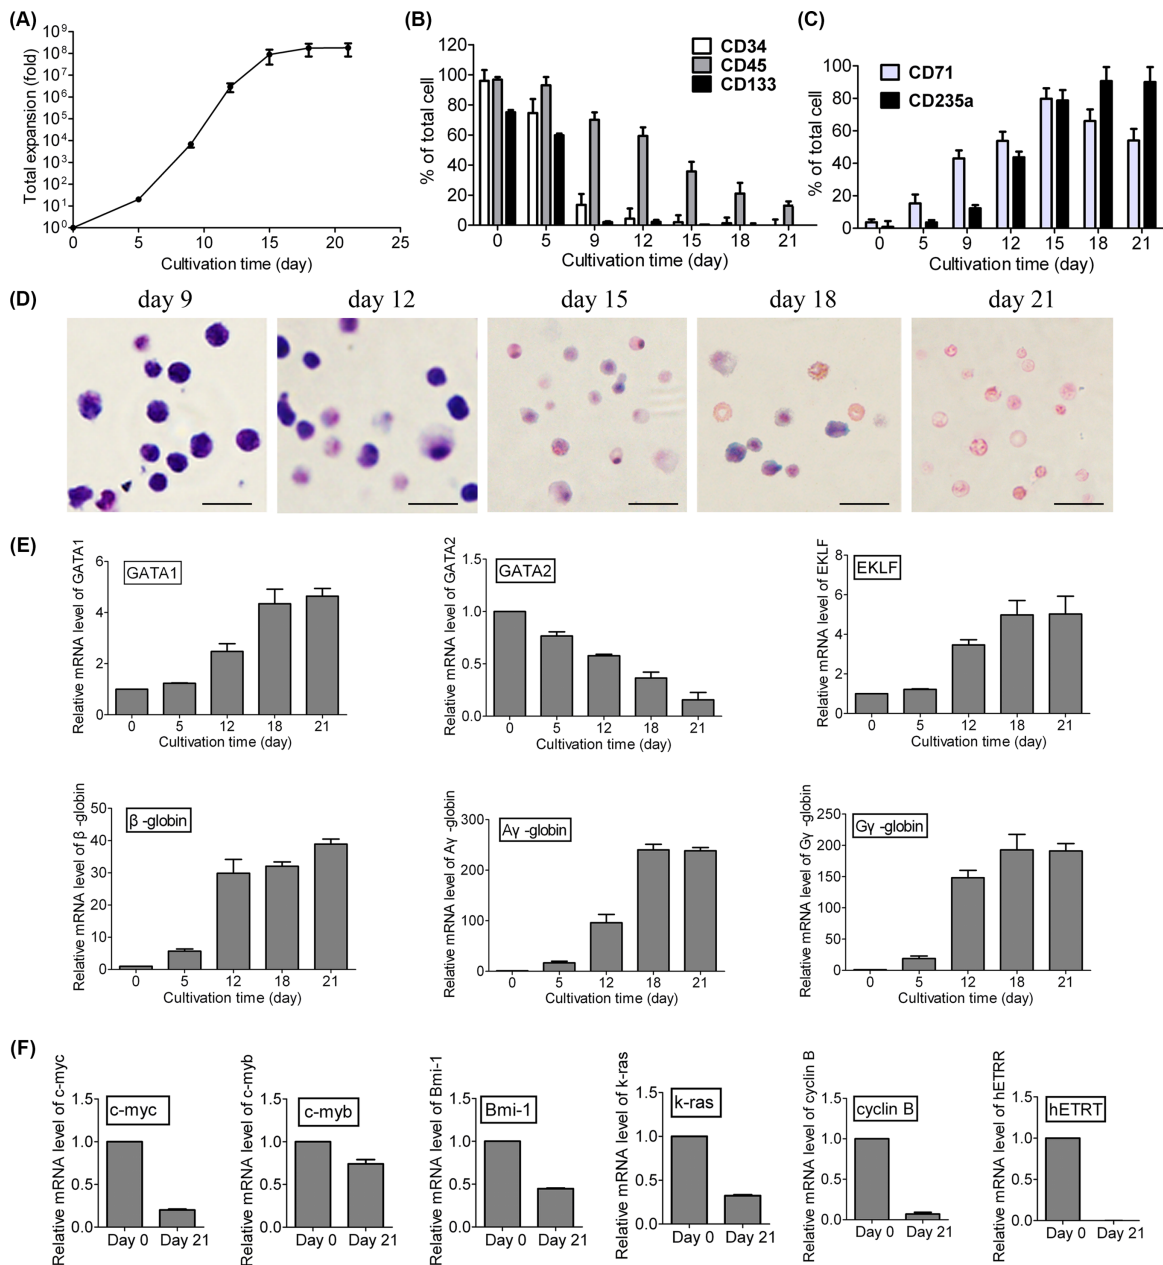 (A)
Total expansion (fold)
10⁹
10⁸
10⁷
10⁶
10⁵
10⁴
10³
10²
10¹
10⁰
0 5 10 15 20 25
Cultivation time (day)
(B)
% of total cell
120
100
80
60
40
20
0
CD34
CD45
CD133
0 5 9 12 15 18 21
Cultivation time (day)
(C)
% of total cell
100
80
60
40
20
0
CD71
CD235a
0 5 9 12 15 18 21
Cultivation time (day)
(D)
day 9 day 12 day 15 day 18 day 21
(E)
Relative mRNA level of GATA1
6
4
2
0
GATA1
0 5 12 18 21
Cultivation time (day)
Relative mRNA level of GATA2
1.5
1.0
0.5
0.0
GATA2
0 5 12 18 21
Cultivation time (day)
Relative mRNA level of EKLF
8
6
4
2
0
EKLF
0 5 12 18 21
Cultivation time (day)
Relative mRNA level of β -globin
50
40
30
20
10
0
β -globin
0 5 12 18 21
Cultivation time (day)
Relative mRNA level of Aγ -globin
300
200
100
0
Aγ -globin
0 5 12 18 21
Cultivation time (day)
Relative mRNA level of Gγ -globin
250
200
150
100
50
0
Gγ -globin
0 5 12 18 21
Cultivation time (day)
(F)
Relative mRNA level of c-myc
1.5
1.0
0.5
0.0
c-myc
Day 0 Day 21
Relative mRNA level of c-myb
1.5
1.0
0.5
0.0
c-myb
Day 0 Day 21
Relative mRNA level of Bmi-1
1.5
1.0
0.5
0.0
Bmi-1
Day 0 Day 21
Relative mRNA level of k-ras
1.5
1.0
0.5
0.0
k-ras
Day 0 Day 21
Relative mRNA level of cyclin B
1.5
1.0
0.5
0.0
cyclin B
Day 0 Day 21
Relative mRNA level of hETRR
1.5
1.0
0.5
0.0
hETRT
Day 0 Day 21